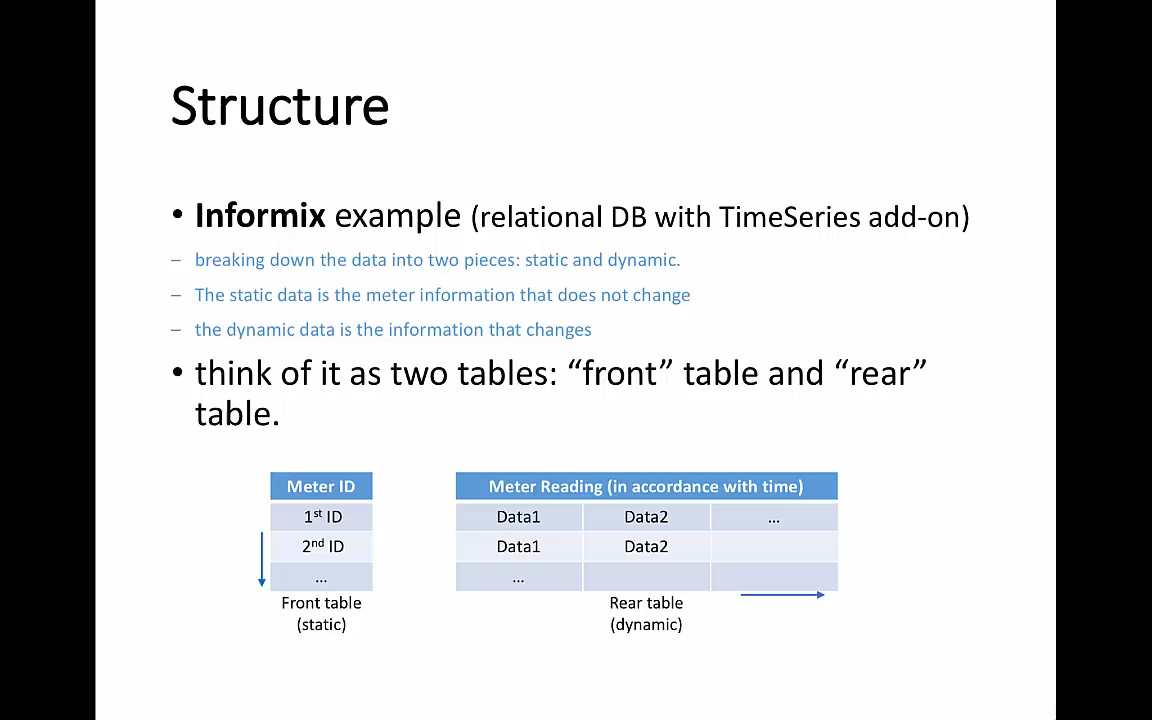 Structure
• Informix example (relational DB with TimeSeries add-on)
– breaking down the data into two pieces: static and dynamic.
– The static data is the meter information that does not change
– the dynamic data is the information that changes
• think of it as two tables: “front” table and “rear”
table.
Meter ID
1st ID
2nd ID
...
Front table
(static)
Meter Reading (in accordance with time)
Data1 Data2 ...
Data1 Data2
...
Rear table
(dynamic)